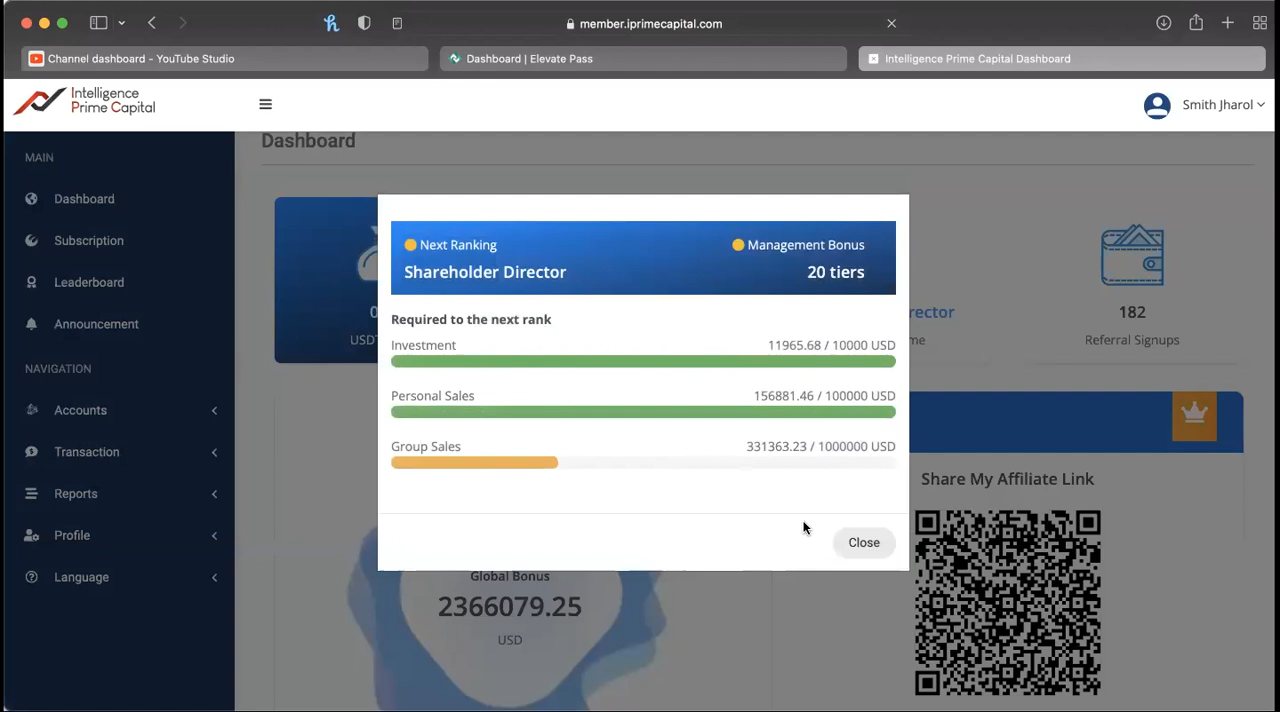 member.iprimecapital.com
Channel dashboard - YouTube Studio
Dashboard | Elevate Pass
Intelligence Prime Capital Dashboard
Intelligence
Prime Capital
Smith Jharol
MAIN
Dashboard
Subscription
Leaderboard
Announcement
NAVIGATION
Accounts
Transaction
Reports
Profile
Language
Dashboard
Next Ranking
Management Bonus
Shareholder Director
20 tiers
Required to the next rank
Investment
11965.68 / 10000 USD
Personal Sales
156881.46 / 100000 USD
Group Sales
331363.23 / 1000000 USD
Close
182
Referral Signups
Share My Affiliate Link
Global Bonus
2366079.25
USD